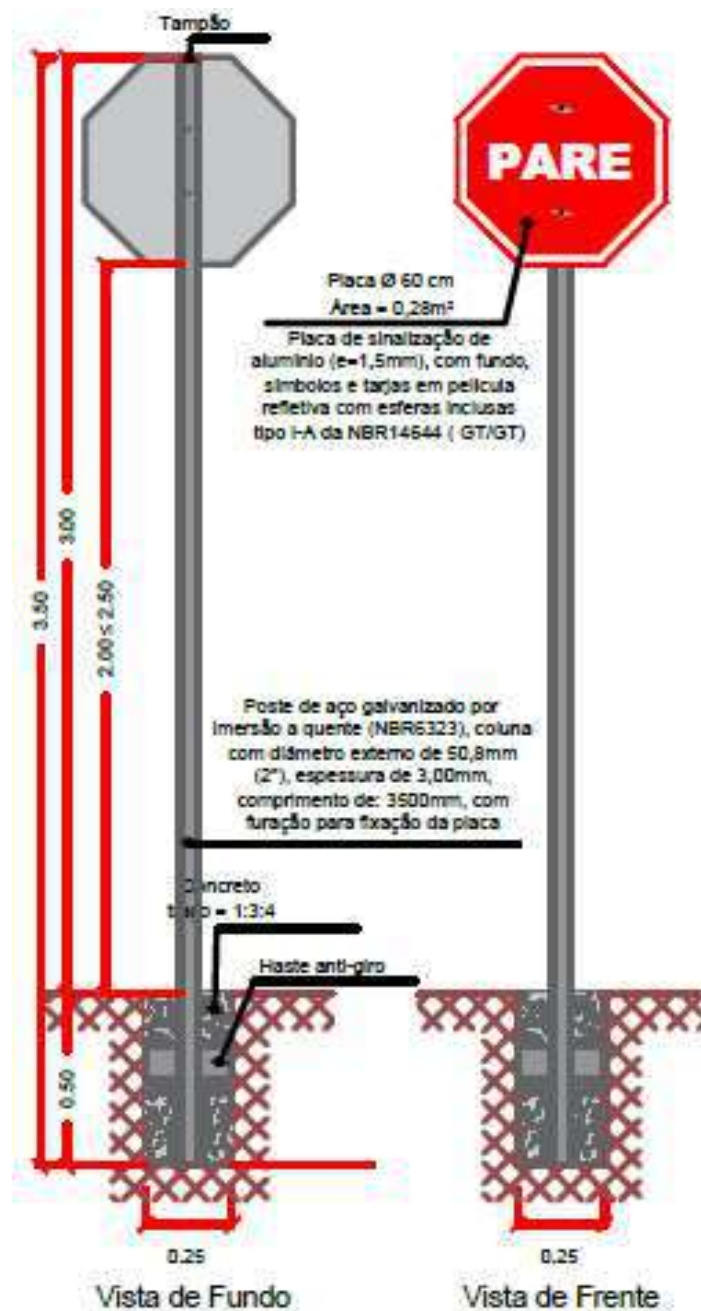 Tampão
PARE
Placa Ø 60 cm
Área = 0,28m²
Placa de sinalização de
alumínio (e=1,5mm), com fundo,
símbolos e tarjas em película
refletiva com esferas inclusas
tipo I-A da NBR14644 ( GT/GT)
3.50
3.00
2.00 ≤ 2.50
Poste de aço galvanizado por
imersão a quente (NBR6323), coluna
com diâmetro externo de 50,8mm
(2"), espessura de 3,00mm,
comprimento de: 3500mm, com
furação para fixação da placa
Concreto
traço = 1:3:4
Haste anti-giro
0.50
0.25
0.25
Vista de Fundo
Vista de Frente